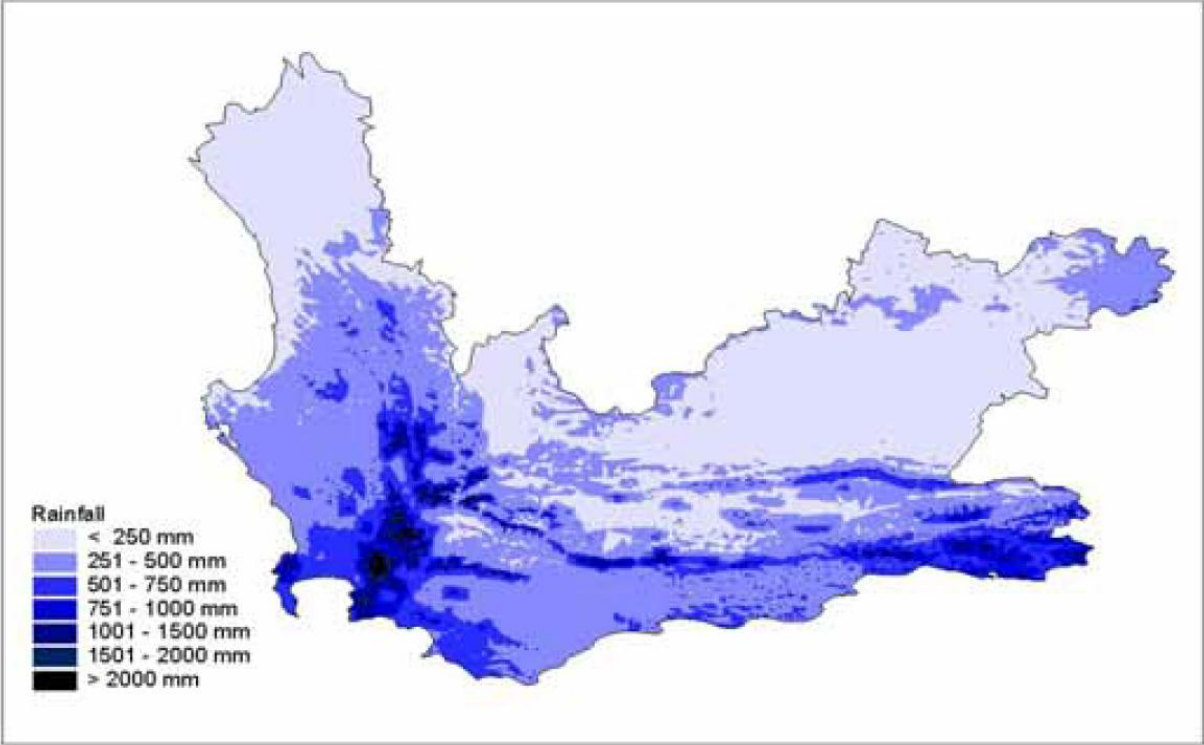 Rainfall
< 250 mm
251 - 500 mm
501 - 750 mm
751 - 1000 mm
1001 - 1500 mm
1501 - 2000 mm
> 2000 mm